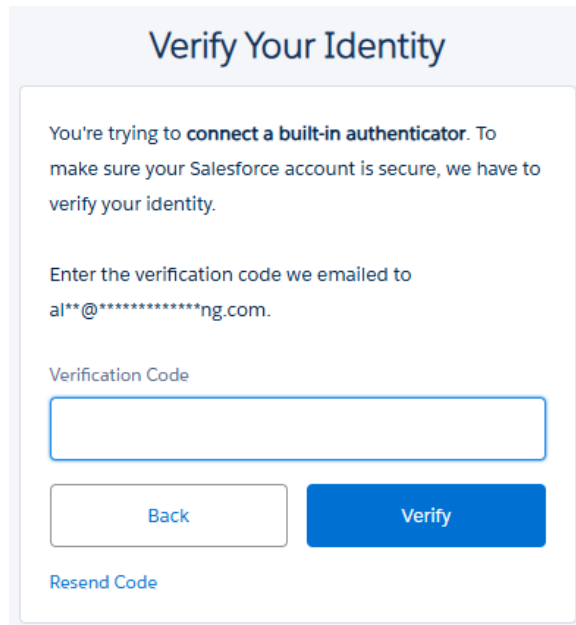 Verify Your Identity
You're trying to connect a built-in authenticator. To
make sure your Salesforce account is secure, we have to
verify your identity.
Enter the verification code we emailed to
al**@*************ng.com.
Verification Code
Back
Verify
Resend Code